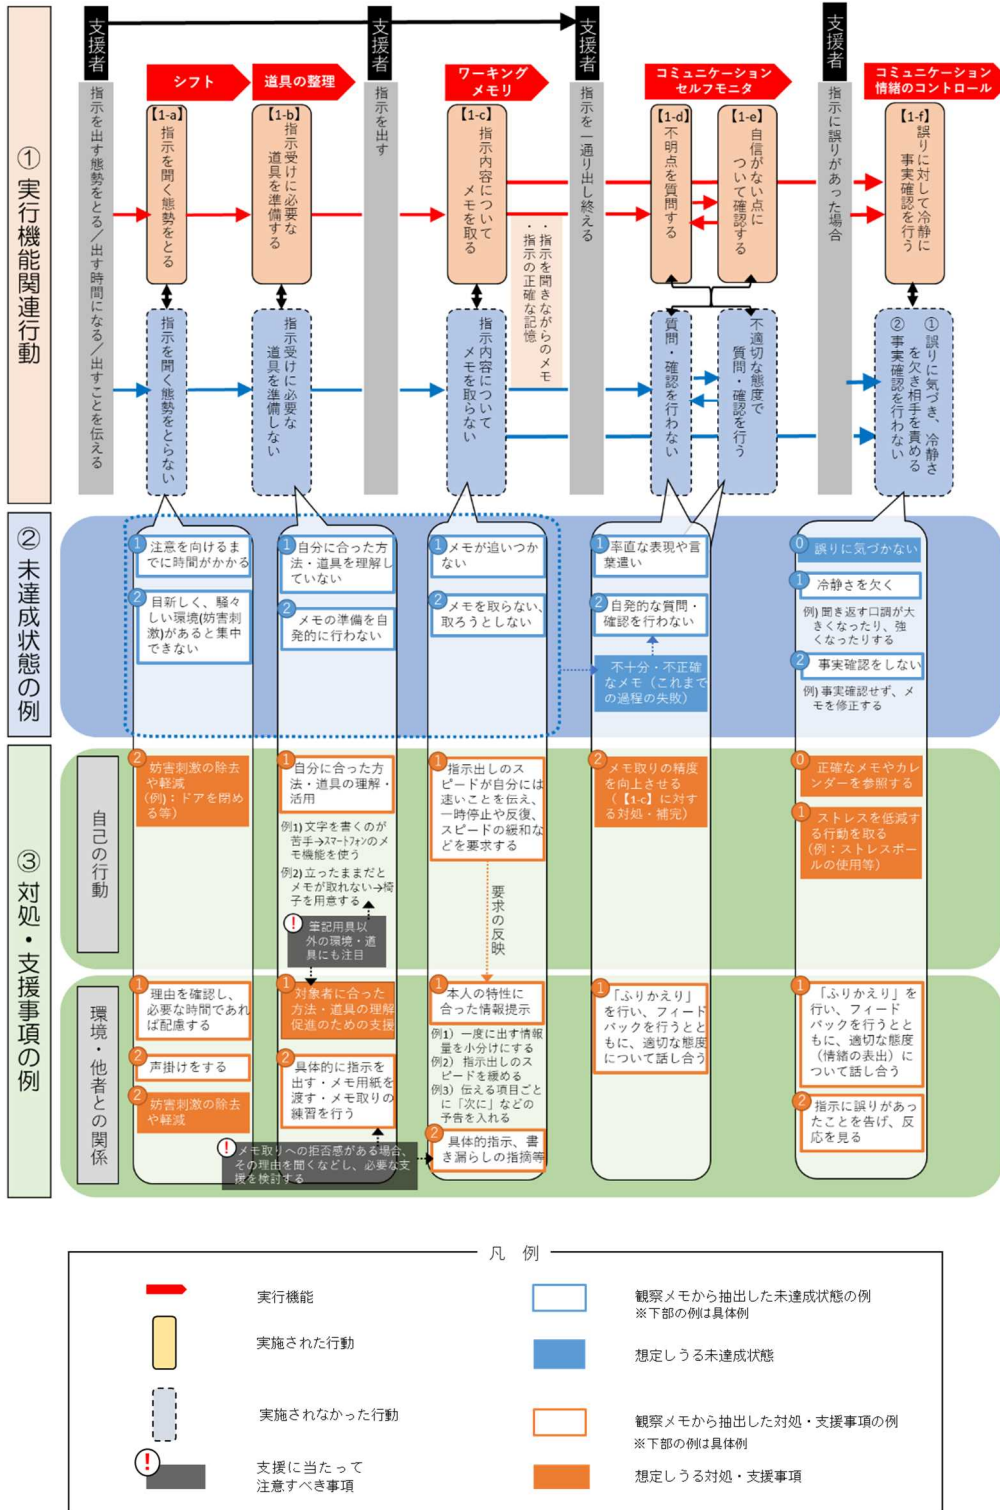 ① 実行機能関連行動
支援者
指示を出す態勢をとる／出す時間になる／出すことを伝える
シフト
【1-a】
指示を聞く態勢をとる
指示を聞く態勢をとらない
道具の整理
【1-b】
指示受けに必要な
道具を準備する
指示受けに必要な
道具を準備しない
支援者
指示を出す
ワーキング
メモリ
【1-c】
指示内容について
メモを取る
・指示を聞きながらのメモ
・指示の正確な記憶
指示内容について
メモを取らない
支援者
指示を一通り出し終える
コミュニケーション
セルフモニタ
【1-d】
不明点を質問する
質問・確認を行わない
【1-e】
自信がない点に
ついて確認する
不適切な態度で
質問・確認を行う
支援者
指示に誤りがあった場合
コミュニケーション
情緒のコントロール
【1-f】
誤りに対して冷静に
事実確認を行う
① 誤りに気づき、冷静さ
を欠き相手を責める
② 事実確認を行わない
② 未達成状態の例
1
注意を向けるま
でに時間がかかる
2
目新しく、騒々
しい環境(妨害刺
激)があると集中
できない
1
自分に合った方
法・道具を理解し
ていない
2
メモの準備を自
発的に行わない
1
メモが追いつか
ない
2
メモを取らない、
取ろうとしない
1
率直な表現や言
葉遣い
2
自発的な質問・
確認を行わない
不十分・不正確
なメモ（これまで
の過程の失敗）
0
誤りに気づかない
1
冷静さを欠く
例) 聞き返す口調が大
きくなったり、強
くなったりする
2
事実確認をしない
例) 事実確認せず、メ
モを修正する
③ 対処・支援事項の例
自己の行動
2
妨害刺激の除去
や軽減
（例）：ドアを閉め
る等）
1
自分に合った方
法・道具の理解・
活用
例1) 文字を書くのが
苦手→スマートフォンのメ
モ機能を使う
例2) 立ったままだと
メモが取れない→椅
子を用意する
!
筆記用具以
外の環境・道
具にも注目
1
指示出しのス
ピードが自分には
速いことを伝え、
一時停止や反復、
スピードの緩和な
どを要求する
要求の反映
2
メモ取りの精度
を向上させる
（【1-c】に対す
る対処・補完）
0
正確なメモやカレ
ンダーを参照する
1
ストレスを低減す
る行動を取る
（例：ストレスボー
ルの使用等）
環境・他者との関係
1
理由を確認し、
必要な時間であれ
ば配慮する
2
声掛けをする
2
妨害刺激の除去
や軽減
1
対象者に合った
方法・道具の理解
促進のための支援
2
具体的に指示を
出す・メモ用紙を
渡す・メモ取りの
練習を行う
!
メモ取りへの拒否感がある場合、
その理由を聞くなどし、必要な支
援を検討する
1
本人の特性に
合った情報提示
例1）一度に出す情報
量を小分けにする
例2）指示出しのス
ピードを緩める
例3）伝える項目ごと
に「次に」などの
予告を入れる
2
具体的指示、書
き漏らしの指摘等
1
「ふりかえり」
を行い、フィード
バックを行うとと
もに、適切な態度
について話し合う
1
「ふりかえり」を
行い、フィード
バックを行うとと
もに、適切な態度
（情緒の表出）に
ついて話し合う
2
指示に誤りがあっ
たことを告げ、反
応を見る
凡 例
実行機能
実施された行動
実施されなかった行動
!
支援に当たって
注意すべき事項
観察メモから抽出した未達成状態の例
※下部の例は具体例
想定しうる未達成状態
観察メモから抽出した対処・支援事項の例
※下部の例は具体例
想定しうる対処・支援事項